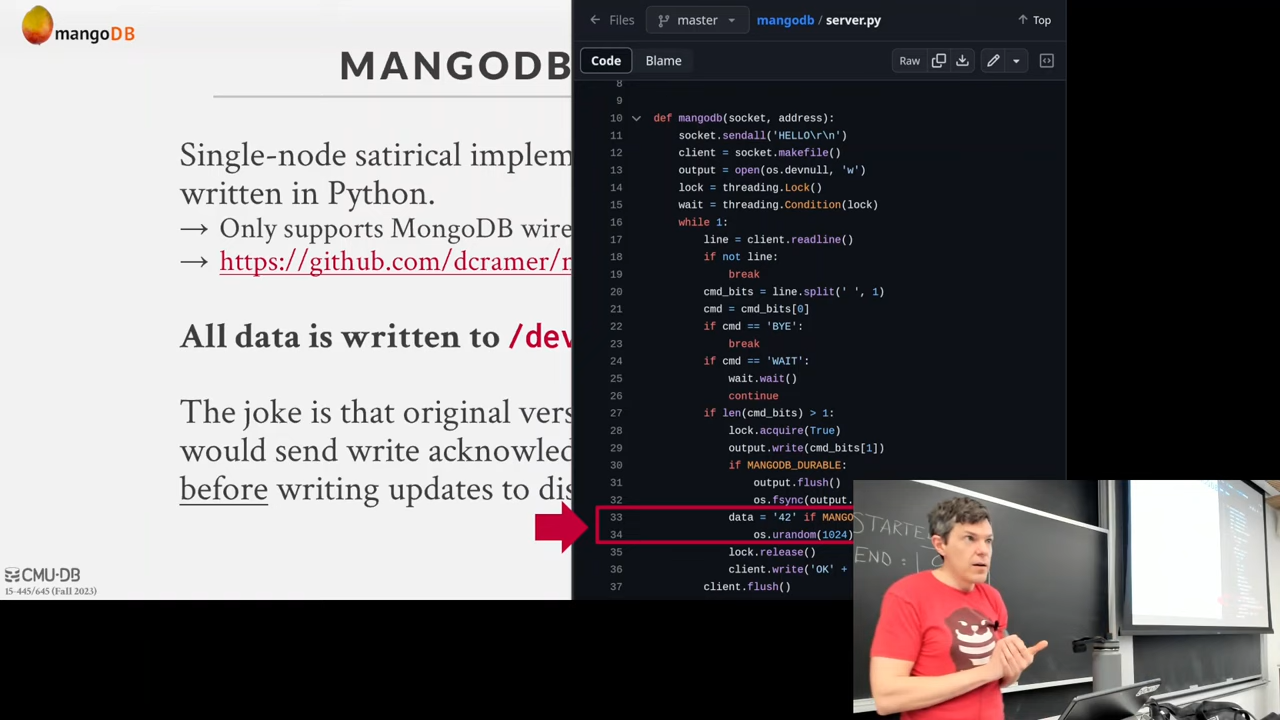 mangoDB
MANGODB
Single-node satirical implem
written in Python.
→ Only supports MongoDB wire
→ https://github.com/dcramer/
All data is written to /dev
The joke is that original vers
would send write acknowled
before writing updates to dis
CMU·DB
15-445/645 (Fall 2023)
← Files master mangodb / server.py ↑ Top
Code Blame Raw
8
9
10 def mangodb(socket, address):
11 socket.sendall('HELLO\r\n')
12 client = socket.makefile()
13 output = open(os.devnull, 'w')
14 lock = threading.Lock()
15 wait = threading.Condition(lock)
16 while 1:
17 line = client.readline()
18 if not line:
19 break
20 cmd_bits = line.split(' ', 1)
21 cmd = cmd_bits[0]
22 if cmd == 'BYE':
23 break
24 if cmd == 'WAIT':
25 wait.wait()
26 continue
27 if len(cmd_bits) > 1:
28 lock.acquire(True)
29 output.write(cmd_bits[1])
30 if MANGODB_DURABLE:
31 output.flush()
32 os.fsync(output.
33 data = '42' if MANGO
34 os.urandom(1024)
35 lock.release()
36 client.write('OK' +
37 client.flush()
STARTE
END :